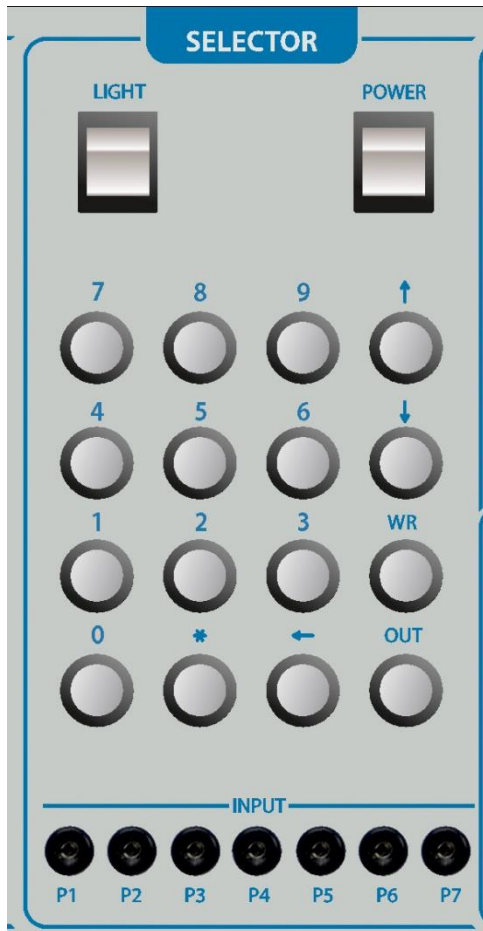 SELECTOR
LIGHT POWER
7 8 9 ↑
4 5 6 ↓
1 2 3 WR
0 * ← OUT
INPUT
P1 P2 P3 P4 P5 P6 P7